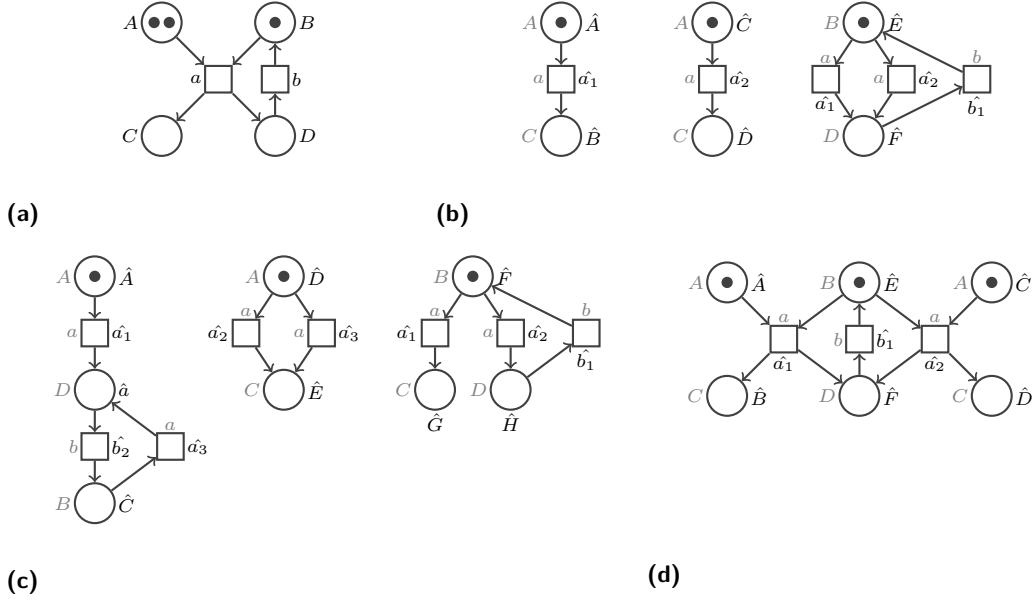 A B
a b
C D
(a)
A Â A Ĉ B Ê
a â₁ a â₂ a â₁ a â₂ b b̂₁
C B̂ C D̂ D F̂
(b)
A Â A D̂ B F̂
a â₁ a â₂ a â₃ a â₁ a â₂ b b̂₁
D â C Ê C Ĝ D Ĥ
b b̂₂ a â₃
B Ĉ
(c)
A Â B Ê A Ĉ
a â₁ b b̂₁ a â₂
C B̂ D F̂ C D̂
(d)